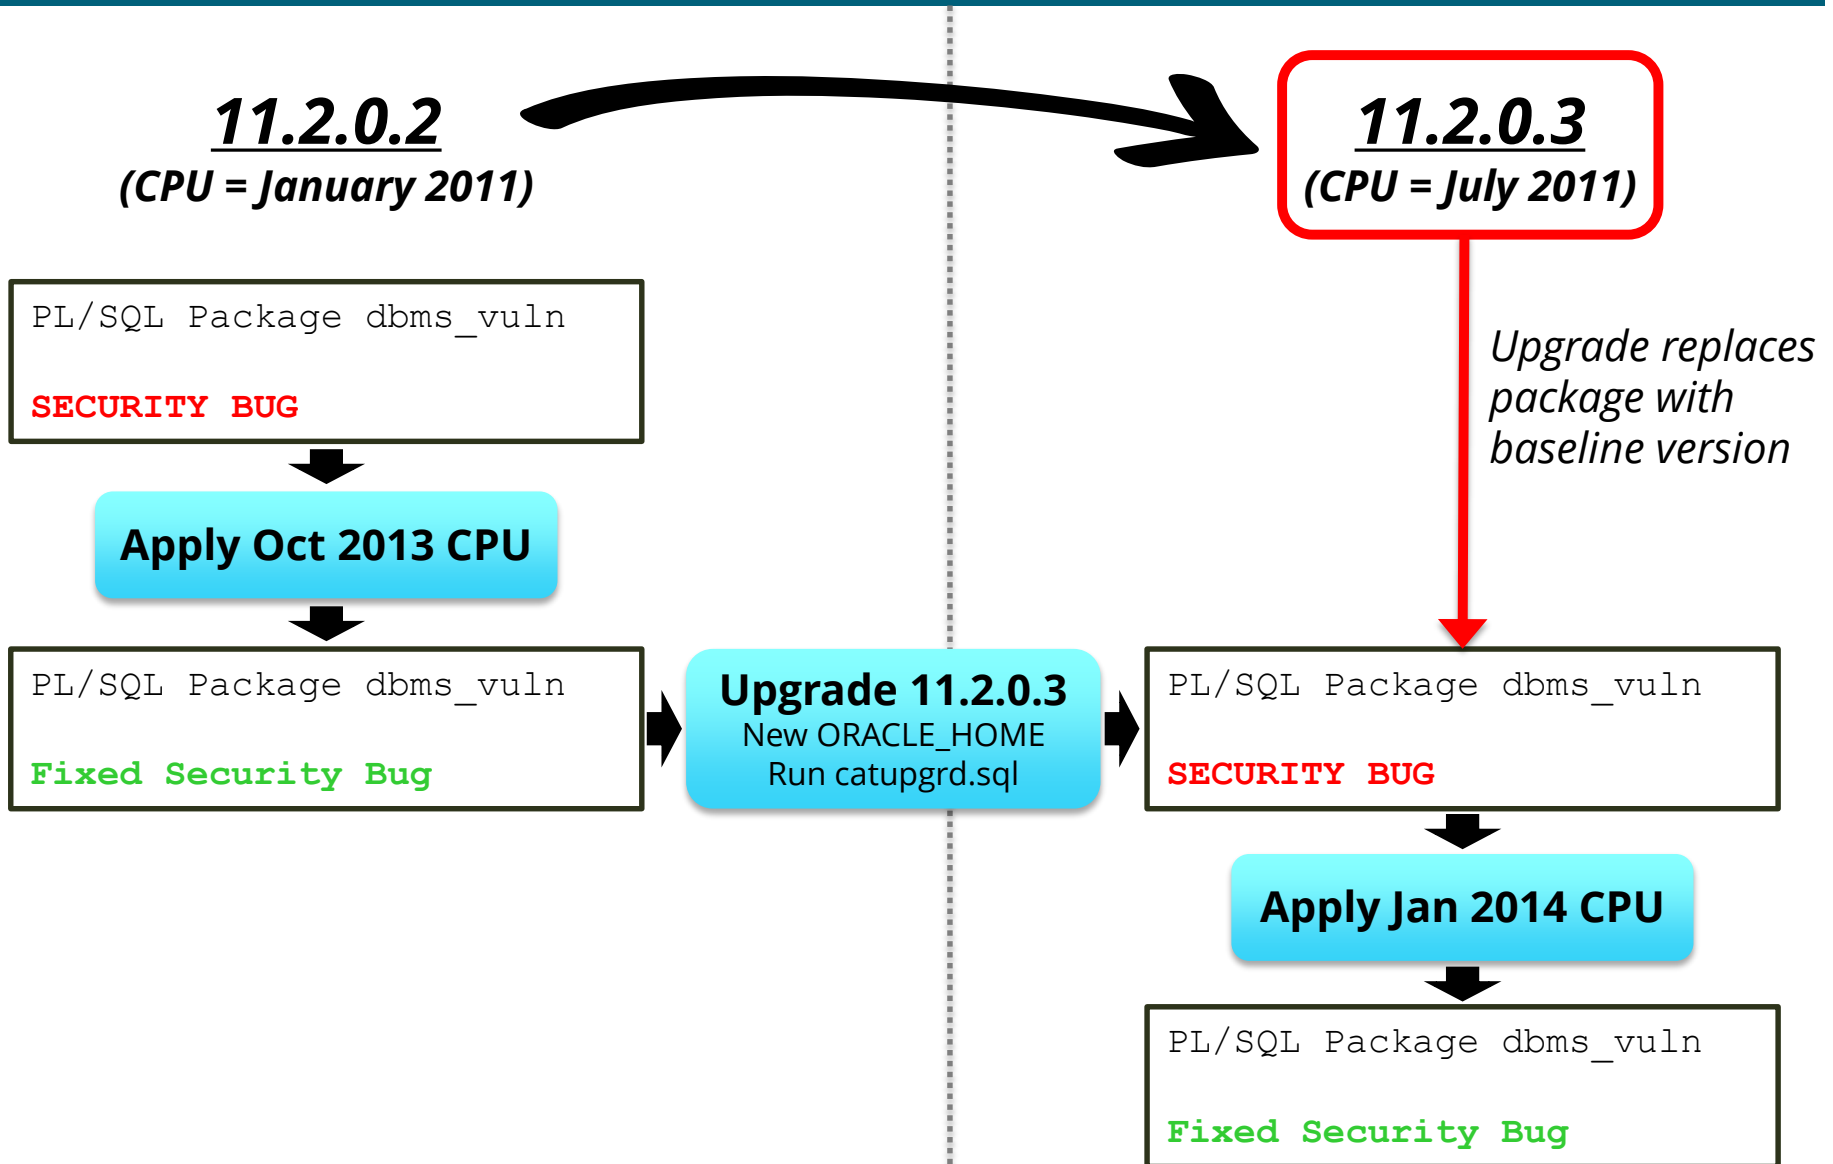 11.2.0.2
(CPU = January 2011)
11.2.0.3
(CPU = July 2011)
PL/SQL Package dbms_vuln
SECURITY BUG
Upgrade replaces
package with
baseline version
Apply Oct 2013 CPU
PL/SQL Package dbms_vuln
Fixed Security Bug
Upgrade 11.2.0.3
New ORACLE_HOME
Run catupgrd.sql
PL/SQL Package dbms_vuln
SECURITY BUG
Apply Jan 2014 CPU
PL/SQL Package dbms_vuln
Fixed Security Bug